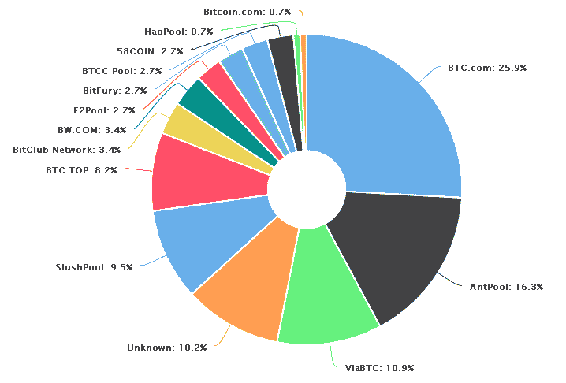 Bitcoin.com: 0.7%
HaoPool: 0.7%
58COIN: 2.7%
BTCC Pool: 2.7%
BitFury: 2.7%
F2Pool: 2.7%
BW.COM: 3.4%
BitClub Network: 3.4%
BTC.TOP: 8.2%
SlushPool: 9.5%
Unknown: 10.2%
ViaBTC: 10.9%
AntPool: 16.3%
BTC.com: 25.9%